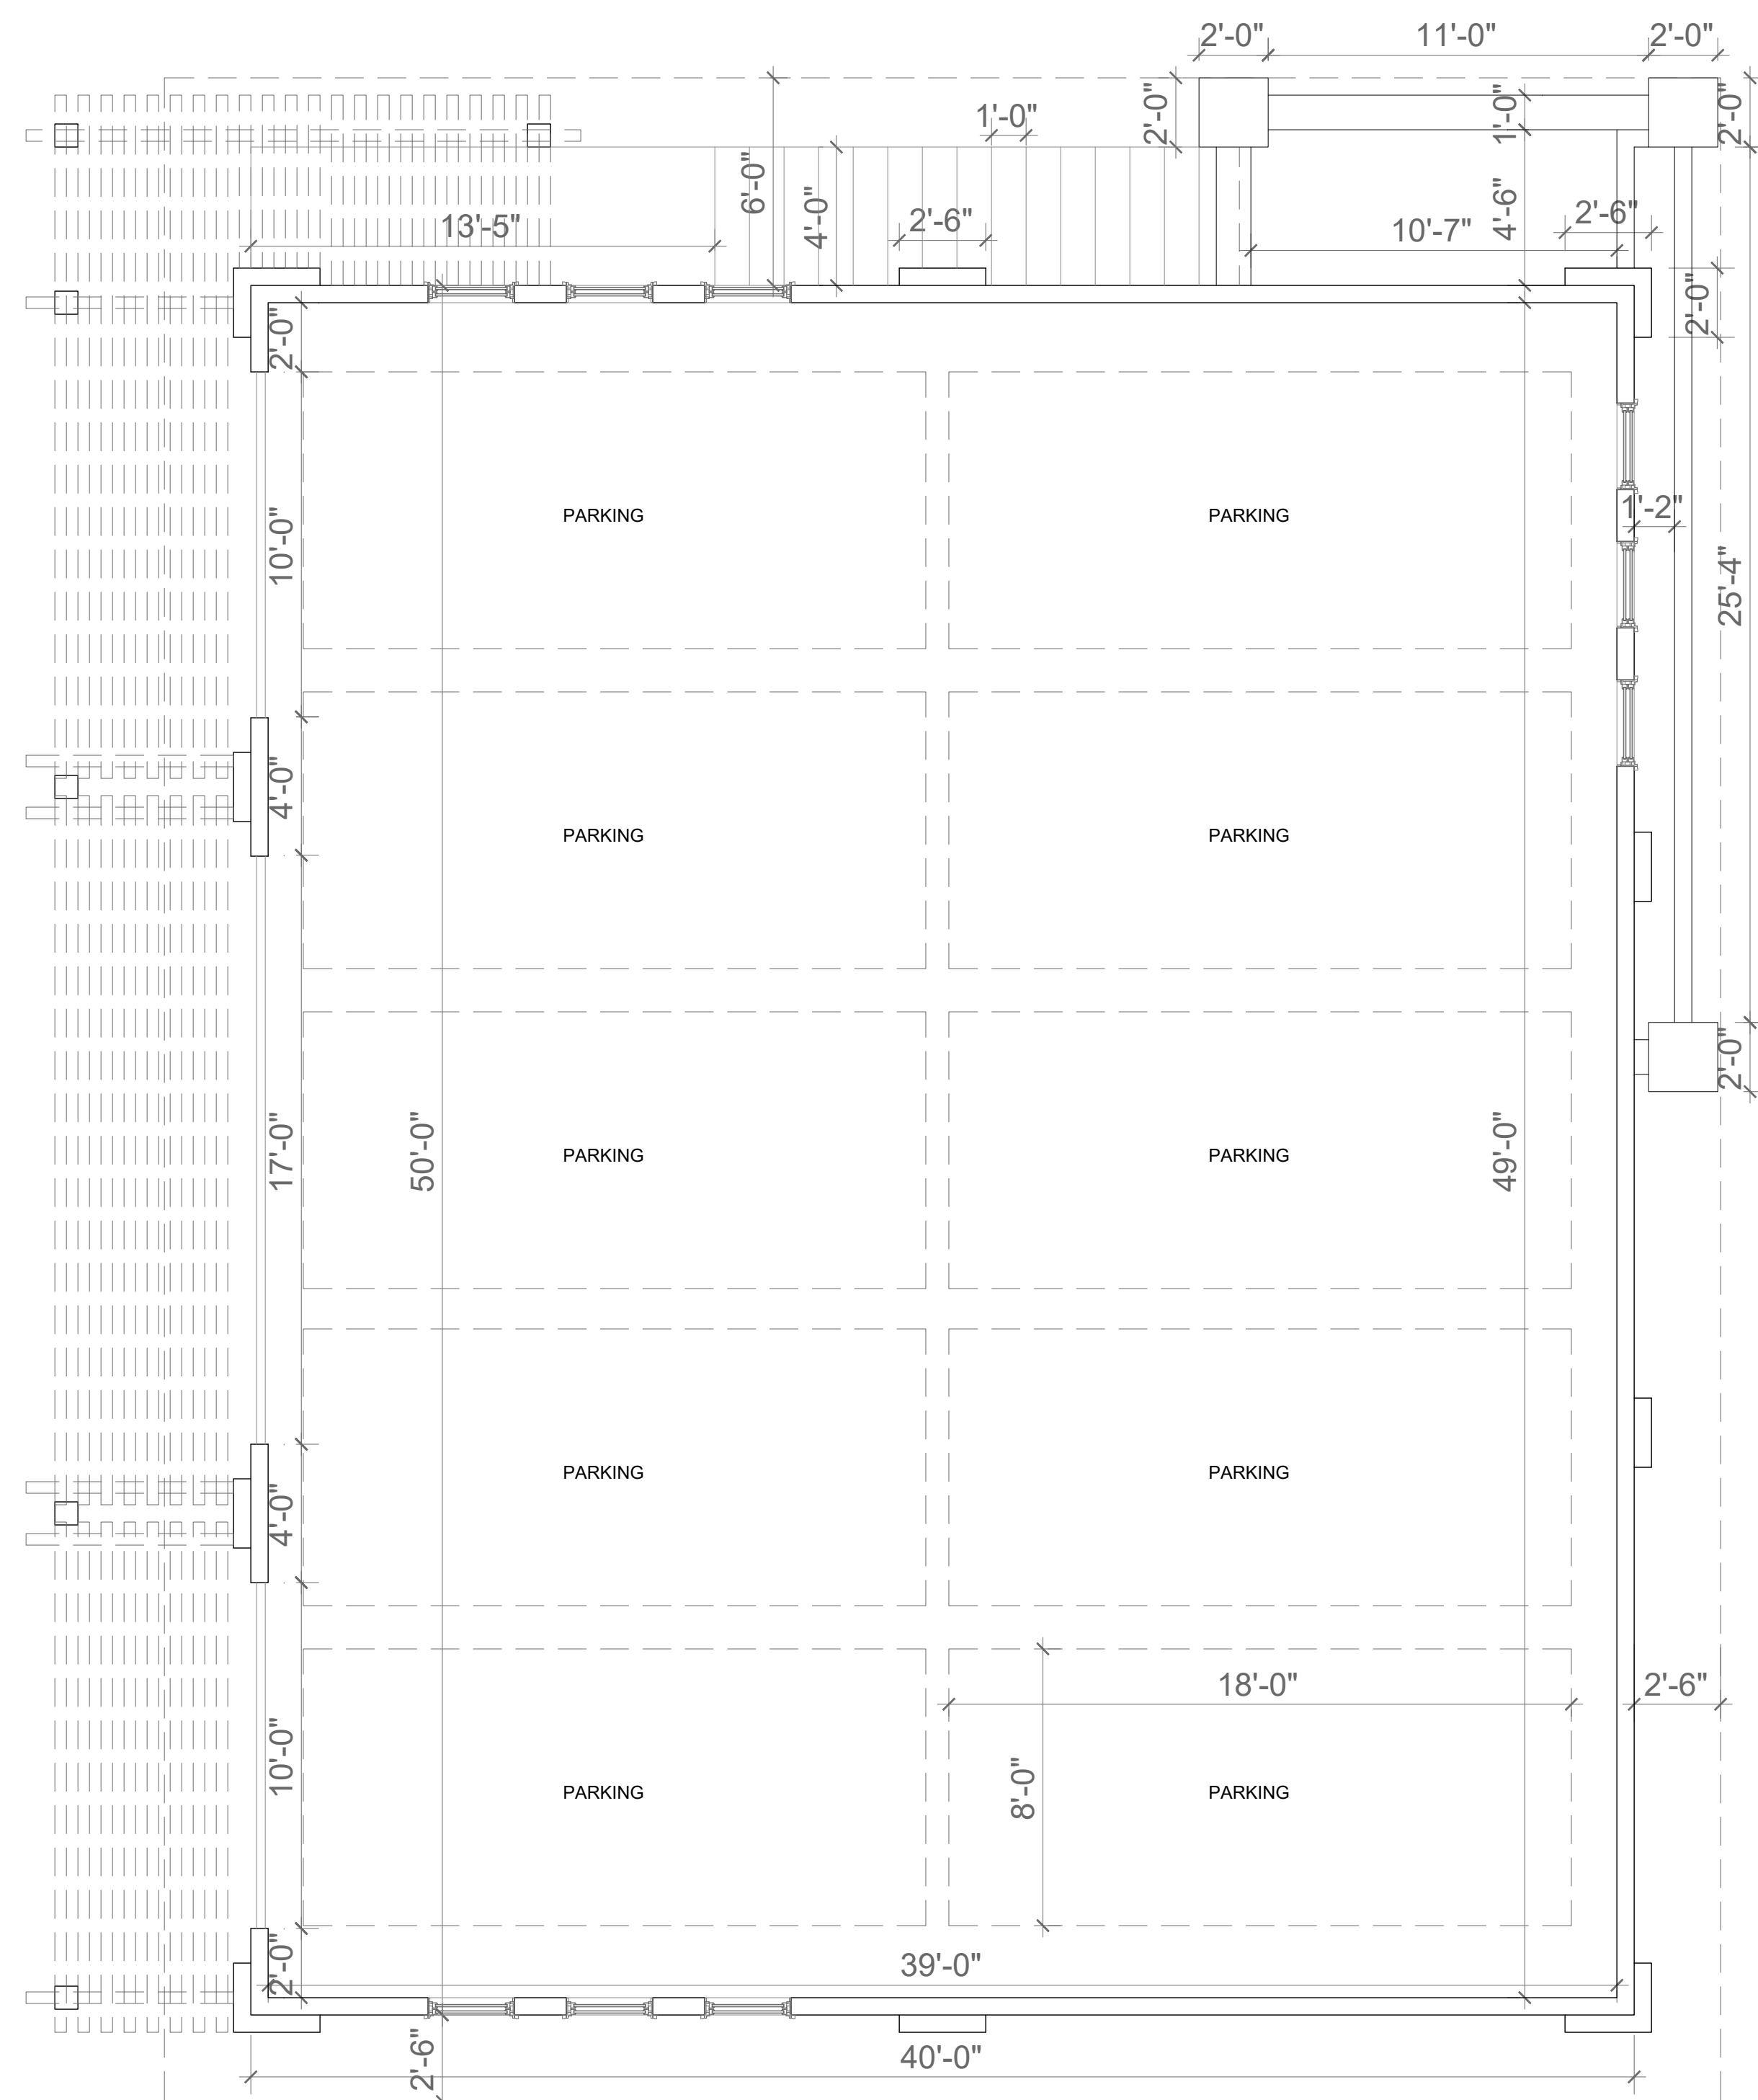 2'-0" 11'-0" 2'-0"
1'-0" 2'-0" 1'-0" 2'-0"
6'-0" 4'-0" 4'-6"
13'-5" 2'-6" 10'-7" 2'-6"
2'-0" 2'-0"
10'-0" PARKING PARKING 1'-2"
25'-4"
4'-0" PARKING PARKING
2'-0"
17'-0" 50'-0" PARKING PARKING 49'-0"
4'-0" PARKING PARKING
18'-0" 2'-6"
10'-0" PARKING 8'-0" PARKING
2'-0" 39'-0"
2'-6" 40'-0"